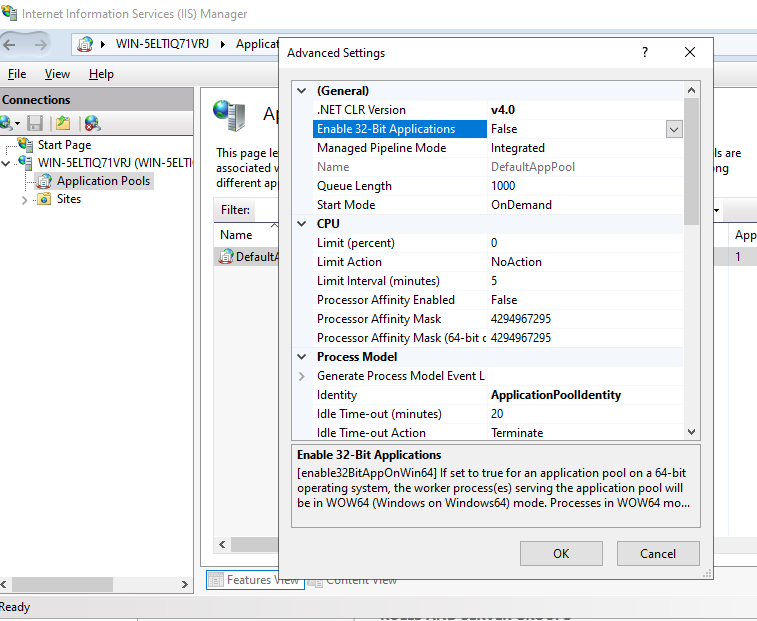 Internet Information Services (IIS) Manager
WIN-5ELTIQ71VRJ
File View Help
Connections
Start Page
WIN-5ELTIQ71VRJ (WIN-5ELTI
Application Pools
Sites
This page le
associated w
different ap
ls are
Filter:
Name
App
1
Advanced Settings
?
(General)
.NET CLR Version v4.0
Enable 32-Bit Applications False
Managed Pipeline Mode Integrated
Name DefaultAppPool
Queue Length 1000
Start Mode OnDemand
CPU
Limit (percent) 0
Limit Action NoAction
Limit Interval (minutes) 5
Processor Affinity Enabled False
Processor Affinity Mask 4294967295
Processor Affinity Mask (64-bit c 4294967295
Process Model
Generate Process Model Event L
Identity ApplicationPoolIdentity
Idle Time-out (minutes) 20
Idle Time-out Action Terminate
Enable 32-Bit Applications
[enable32BitAppOnWin64] If set to true for an application pool on a 64-bit
operating system, the worker process(es) serving the application pool will
be in WOW64 (Windows on Windows64) mode. Processes in WOW64 mo...
OK Cancel
Features View Content View
Ready